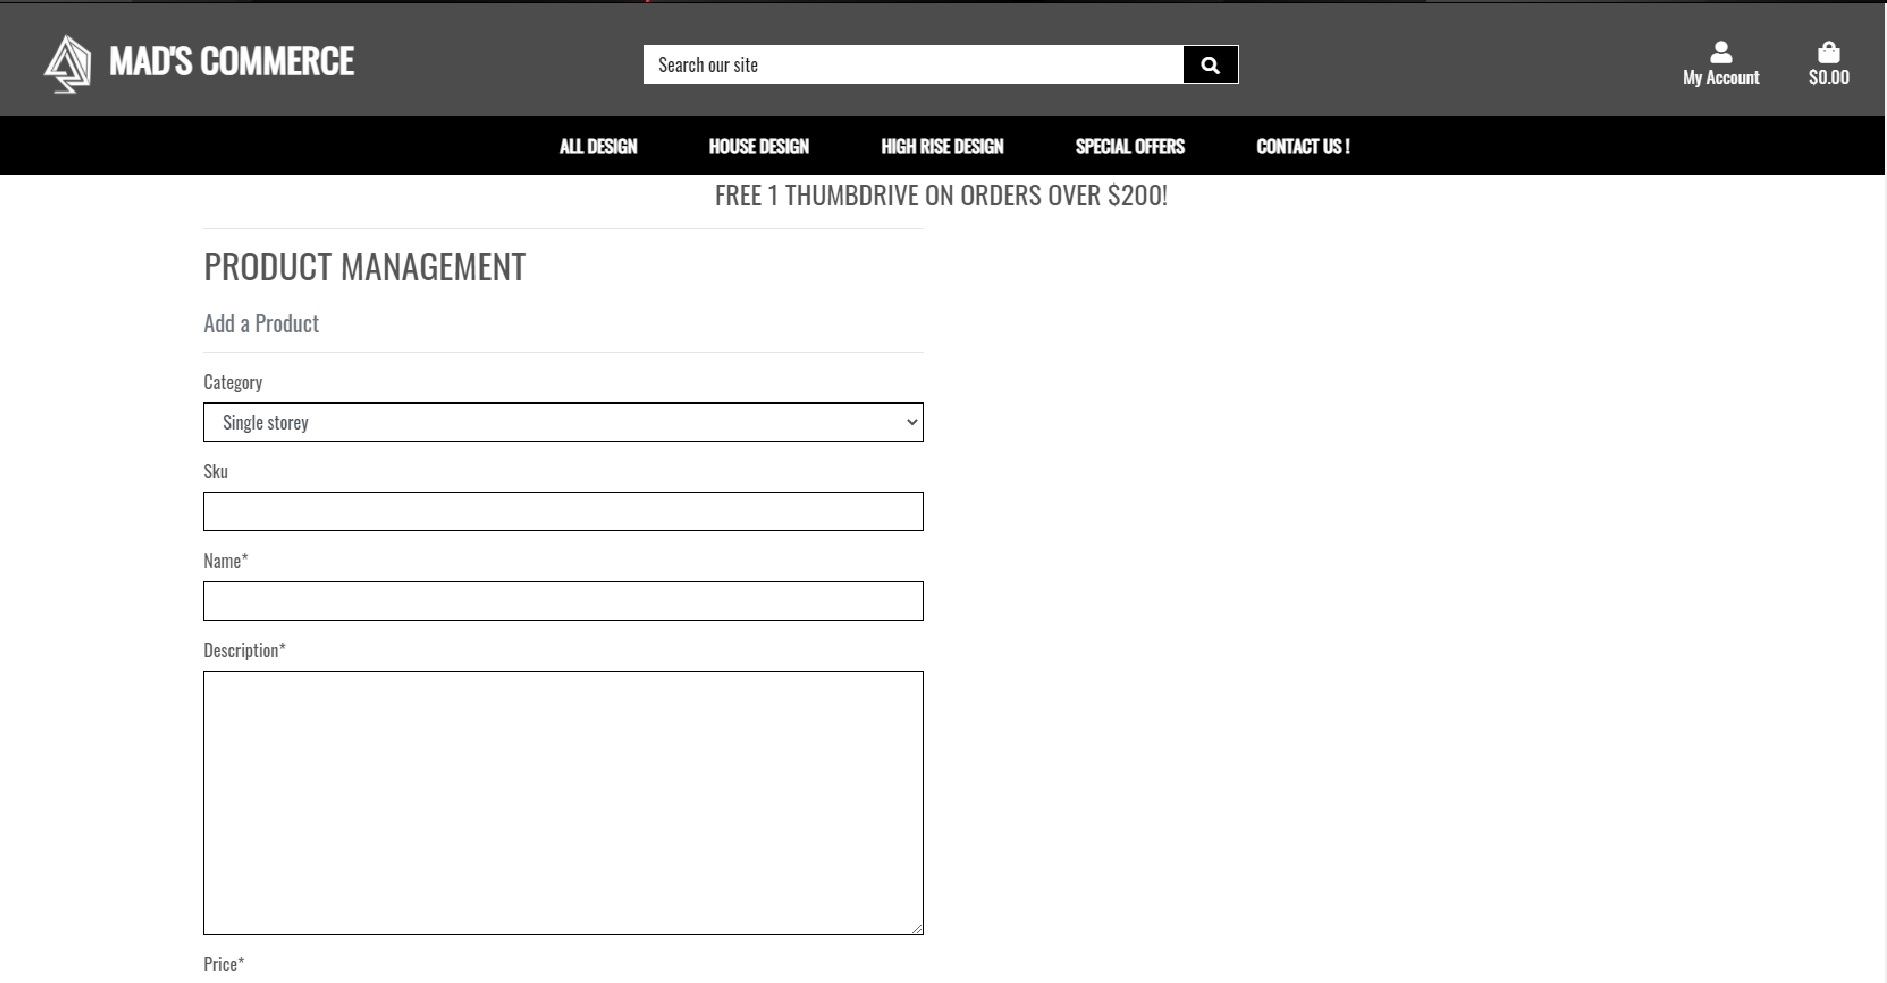 MAD'S COMMERCE
Search our site
My Account
$0.00
ALL DESIGN
HOUSE DESIGN
HIGH RISE DESIGN
SPECIAL OFFERS
CONTACT US !
FREE 1 THUMBDRIVE ON ORDERS OVER $200!
PRODUCT MANAGEMENT
Add a Product
Category
Single storey
Sku
Name*
Description*
Price*